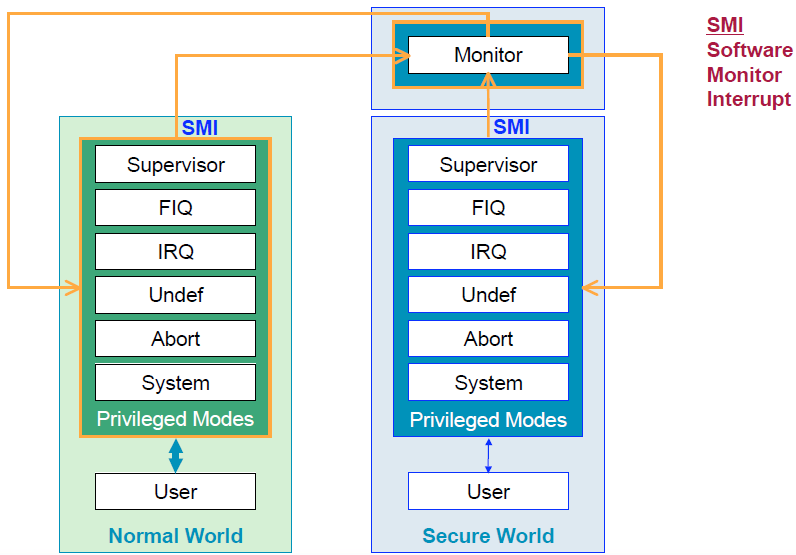 Monitor
SMI
Software
Monitor
Interrupt
SMI
Supervisor
FIQ
IRQ
Undef
Abort
System
Privileged Modes
User
Normal World
SMI
Supervisor
FIQ
IRQ
Undef
Abort
System
Privileged Modes
User
Secure World